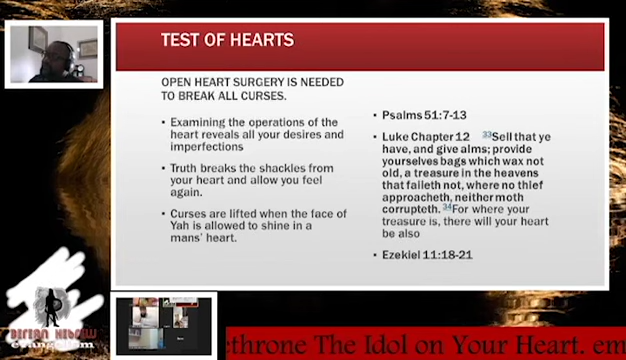 TEST OF HEARTS
OPEN HEART SURGERY IS NEEDED
TO BREAK ALL CURSES.
• Examining the operations of the
heart reveals all your desires and
imperfections
• Truth breaks the shackles from
your heart and allow you feel
again.
• Curses are lifted when the face of
Yah is allowed to shine in a
mans' heart.
• Psalms 51:7-13
• Luke Chapter 12 33Sell that ye
have, and give alms; provide
yourselves bags which wax not
old, a treasure in the heavens
that faileth not, where no thief
approacheth, neither moth
corrupteth. 34For where your
treasure is, there will your heart
be also
• Ezekiel 11:18-21
BEREAN HEBREW
ethrone The Idol on Your Heart. em